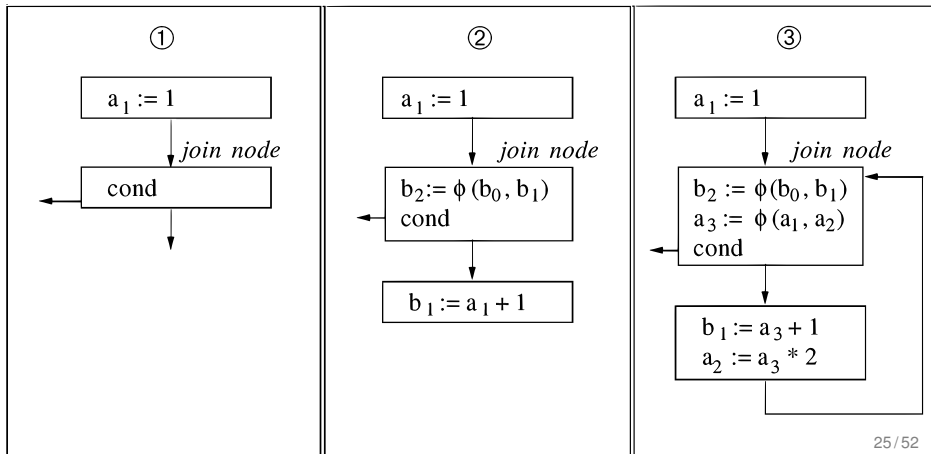 ①
a1 := 1
join node
cond
②
a1 := 1
join node
b2 := ϕ (b0 , b1)
cond
b1 := a1 + 1
③
a1 := 1
join node
b2 := ϕ (b0 , b1)
a3 := ϕ (a1 , a2)
cond
b1 := a3 + 1
a2 := a3 * 2
25 / 52